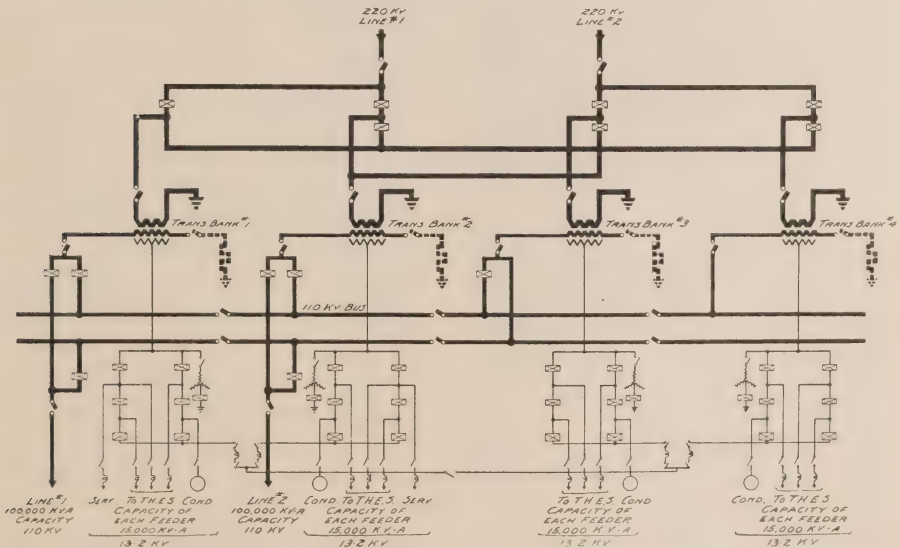 220 KV
LINE #1
220 KV
LINE #2
TRANS BANK #1
TRANS BANK #2
TRANS BANK #3
TRANS BANK #4
110 KV BUS
LINE #1
100,000 KVA
CAPACITY
110 KV
SERV TO T.H.E.S COND
CAPACITY OF
EACH FEEDER
15,000 KV-A
13.2 KV
LINE #2
100,000 KVA
CAPACITY
110 KV
COND. TO T.H.E.S. SERV
CAPACITY OF
EACH FEEDER
15,000 KV-A
13.2 KV
TO T.H.E.S COND
CAPACITY OF
EACH FEEDER
15,000 KV-A
13.2 KV
COND, TO T.H.E.S
CAPACITY OF
EACH FEEDER
15,000 KV-A
13.2 KV